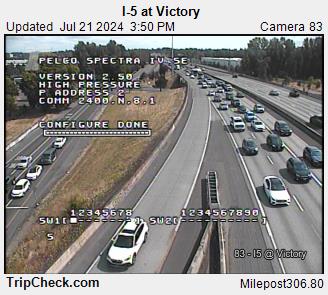 I-5 at Victory
Updated Jul 21 2024 3:50 PM Camera 83
PELCO SPECTRA IV SE
VERSION 2.50
HIGH PRESSURE
P ADDRESS 2
COMM 2400,N,8,1
CONFIGURE DONE
12345678 1234567890
SW1 SW2
S
83 - I5 @ Victory
TripCheck.com Milepost306.80